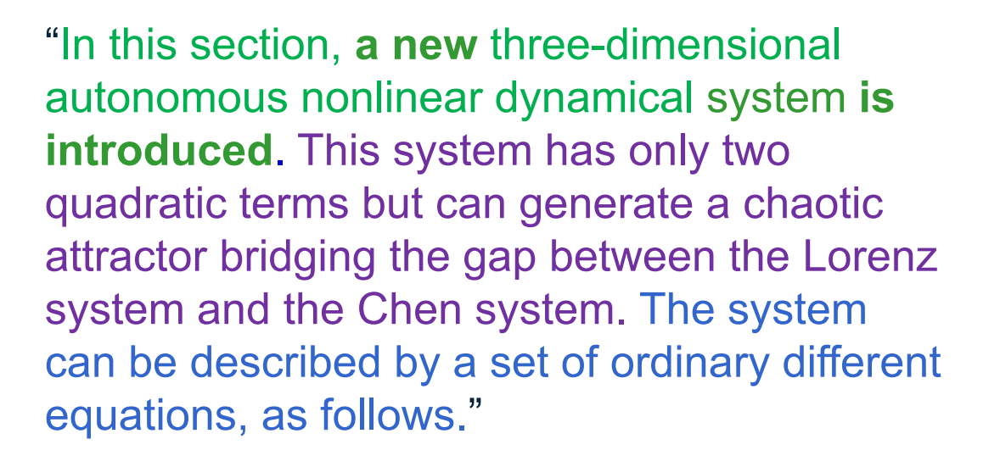 “In this section, a new three-dimensional
autonomous nonlinear dynamical system is
introduced. This system has only two
quadratic terms but can generate a chaotic
attractor bridging the gap between the Lorenz
system and the Chen system. The system
can be described by a set of ordinary different
equations, as follows.”